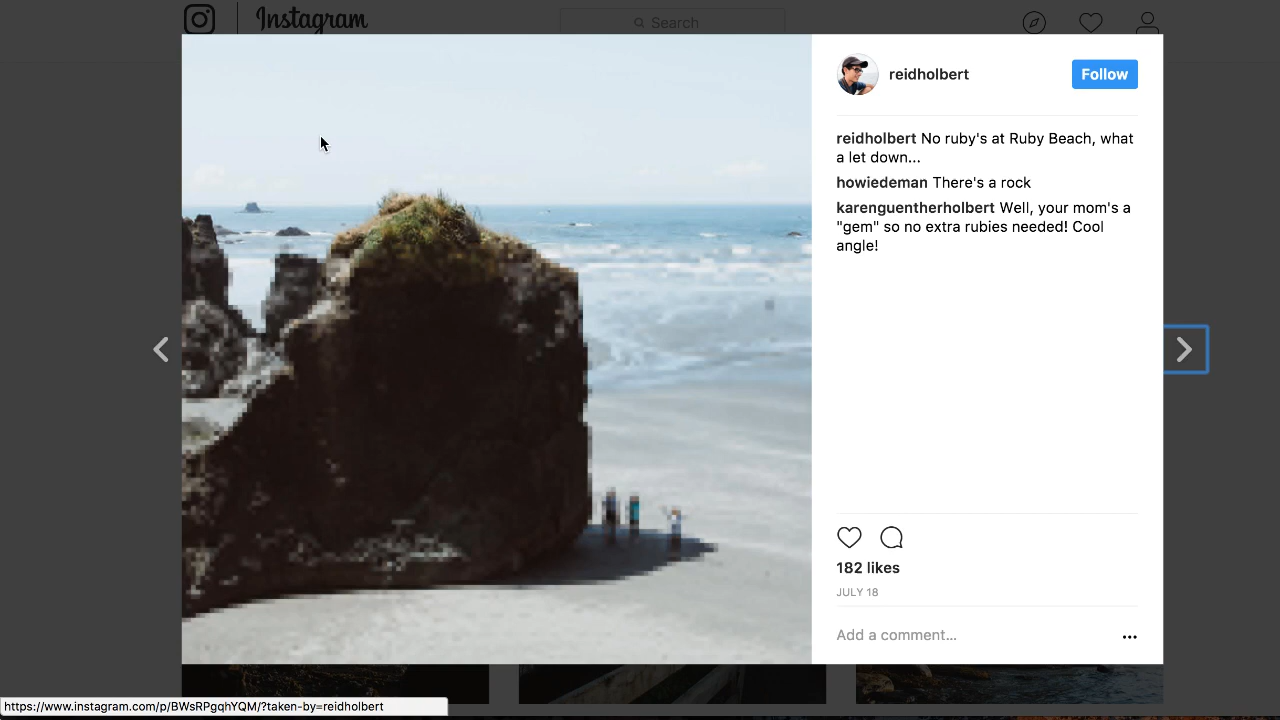 Instagram
Search
reidholbert
Follow
reidholbert No ruby's at Ruby Beach, what
a let down...
howiedeman There's a rock
karenguentherholbert Well, your mom's a
"gem" so no extra rubies needed! Cool
angle!
182 likes
JULY 18
Add a comment...
https://www.instagram.com/p/BWsRPgqhYQM/?taken-by=reidholbert